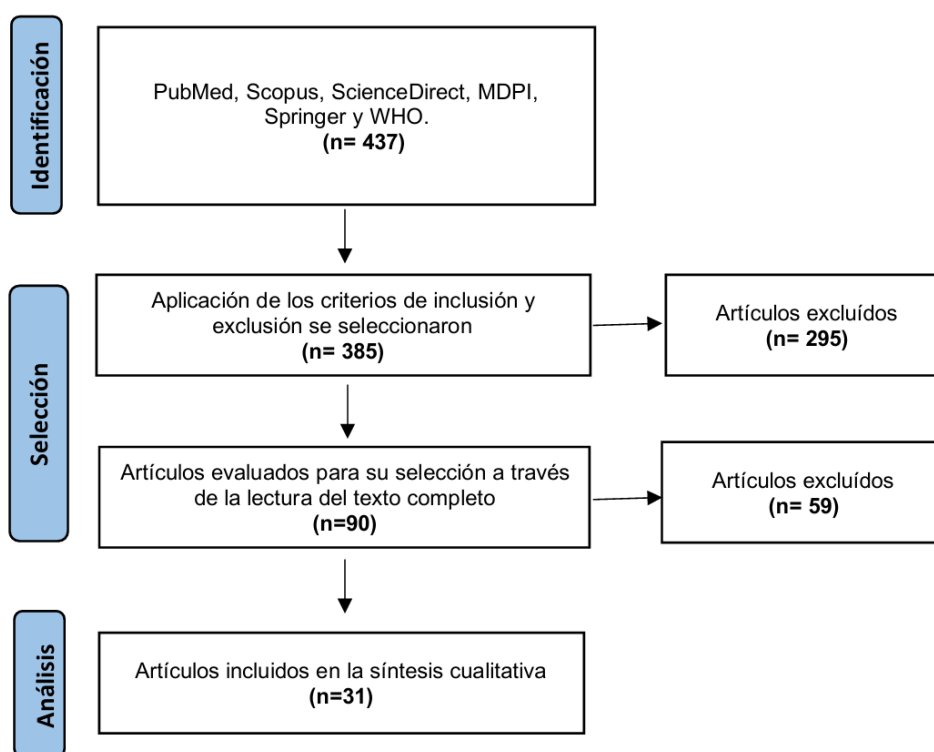 Identificación
PubMed, Scopus, ScienceDirect, MDPI,
Springer y WHO.
(n= 437)
Selección
Aplicación de los criterios de inclusión y
exclusión se seleccionaron
(n= 385)
Artículos excluídos
(n= 295)
Artículos evaluados para su selección a través
de la lectura del texto completo
(n=90)
Artículos excluídos
(n= 59)
Análisis
Artículos incluidos en la síntesis cualitativa
(n=31)